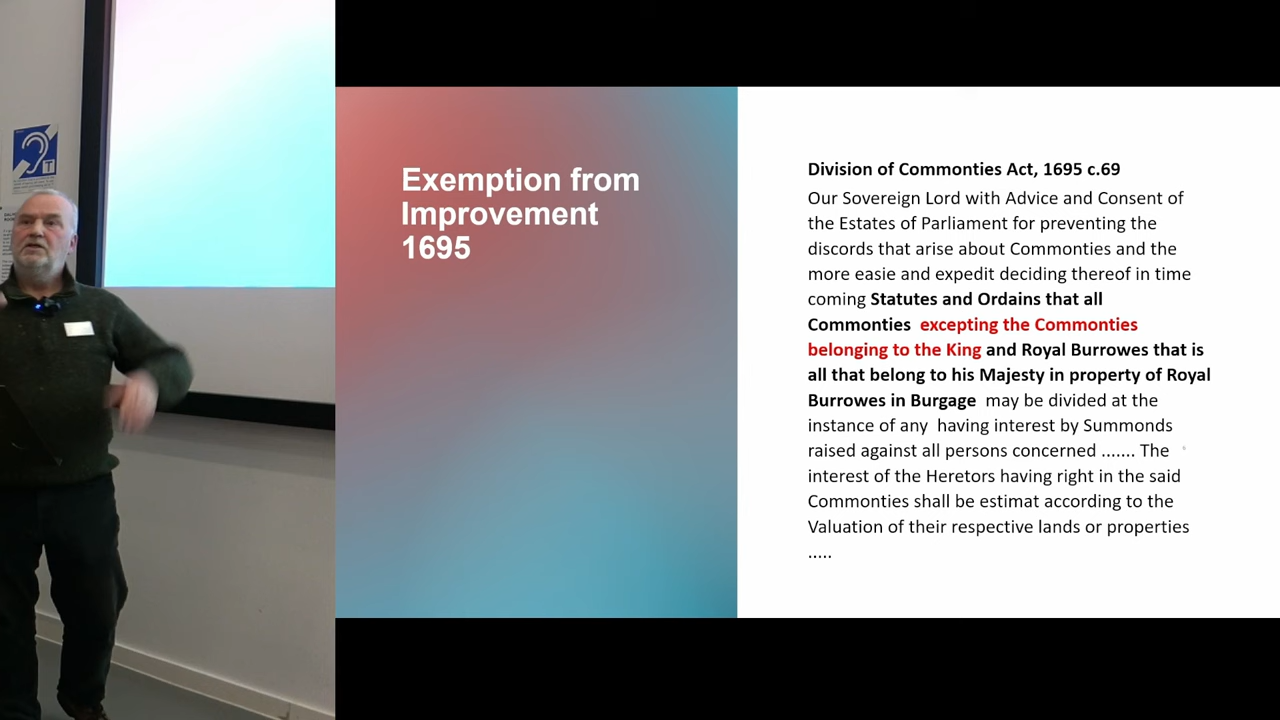 T
Exemption from
Improvement
1695
Division of Commonties Act, 1695 c.69
Our Sovereign Lord with Advice and Consent of
the Estates of Parliament for preventing the
discords that arise about Commonties and the
more easie and expedit deciding thereof in time
coming Statutes and Ordains that all
Commonties excepting the Commonties
belonging to the King and Royal Burrowes that is
all that belong to his Majesty in property of Royal
Burrowes in Burgage may be divided at the
instance of any having interest by Summonds
raised against all persons concerned ....... The
interest of the Heretors having right in the said
Commonties shall be estimat according to the
Valuation of their respective lands or properties
.....